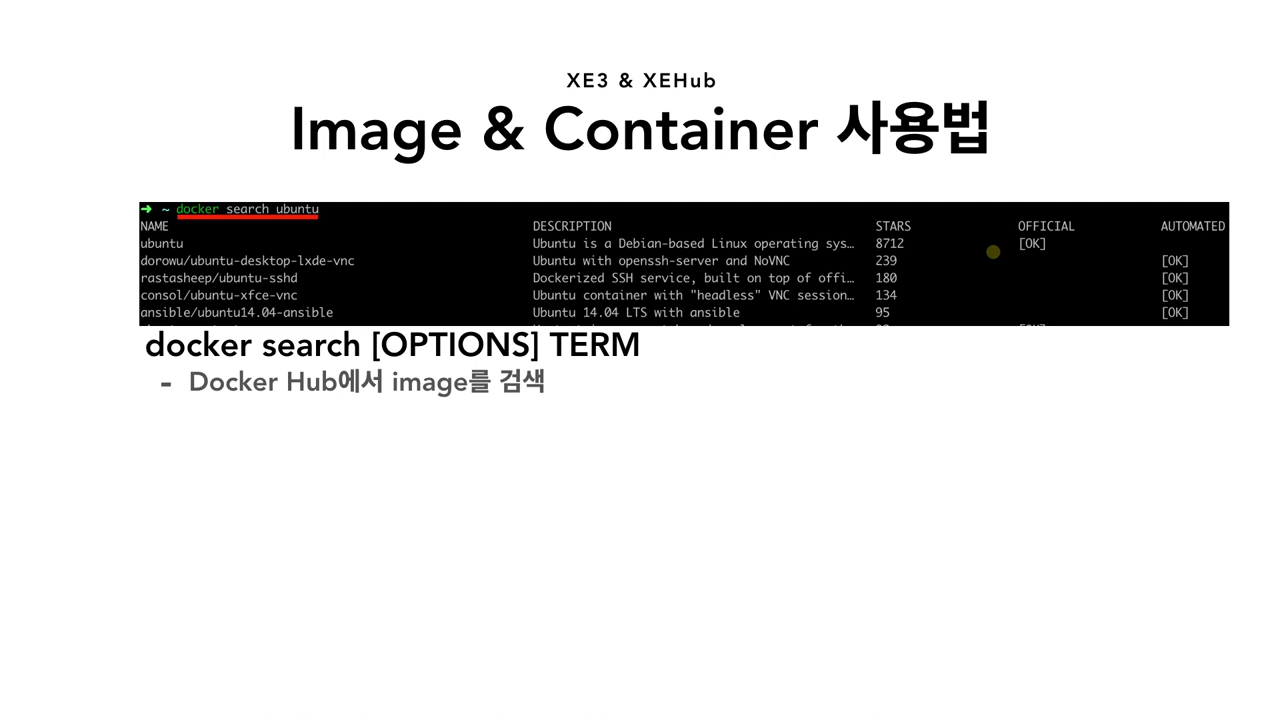 XE3 & XEHub
Image & Container 사용법
➜ ~ docker search ubuntu
NAME DESCRIPTION STARS OFFICIAL AUTOMATED
ubuntu Ubuntu is a Debian-based Linux operating sys… 8712 [OK]
dorowu/ubuntu-desktop-lxde-vnc Ubuntu with openssh-server and NoVNC 239 [OK]
rastasheep/ubuntu-sshd Dockerized SSH service, built on top of offi… 180 [OK]
consol/ubuntu-xfce-vnc Ubuntu container with "headless" VNC session… 134 [OK]
ansible/ubuntu14.04-ansible Ubuntu 14.04 LTS with ansible 95 [OK]
docker search [OPTIONS] TERM
- Docker Hub에서 image를 검색